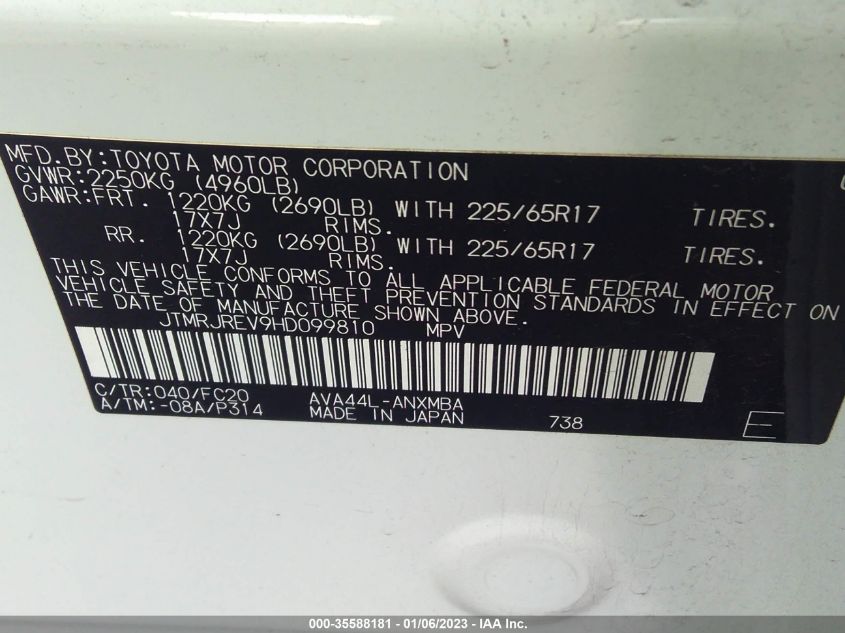 MFD.BY:TOYOTA MOTOR CORPORATION
GVWR:2250KG (4960LB)
GAWR:FRT. 1220KG (2690LB) WITH 225/65R17 TIRES.
17X7J RIMS.
RR. 1220KG (2690LB) WITH 225/65R17 TIRES.
17X7J RIMS.
THIS VEHICLE CONFORMS TO ALL APPLICABLE FEDERAL MOTOR
VEHICLE SAFETY AND THEFT PREVENTION STANDARDS IN EFFECT ON
THE DATE OF MANUFACTURE SHOWN ABOVE.
JTMRJREV9HD099810 MPV
C/TR:040/FC20 AVA44L-ANXMBA
A/TM:-08A/P314 MADE IN JAPAN 738 E
000-35588181 - 01/06/2023 - IAA Inc.